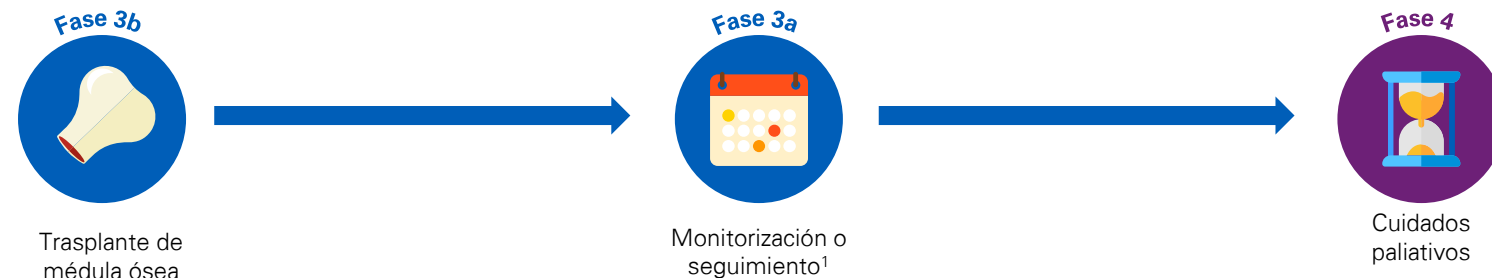 Fase 3b
Trasplante de
médula ósea
Fase 3a
Monitorización o
seguimiento¹
Fase 4
Cuidados
paliativos